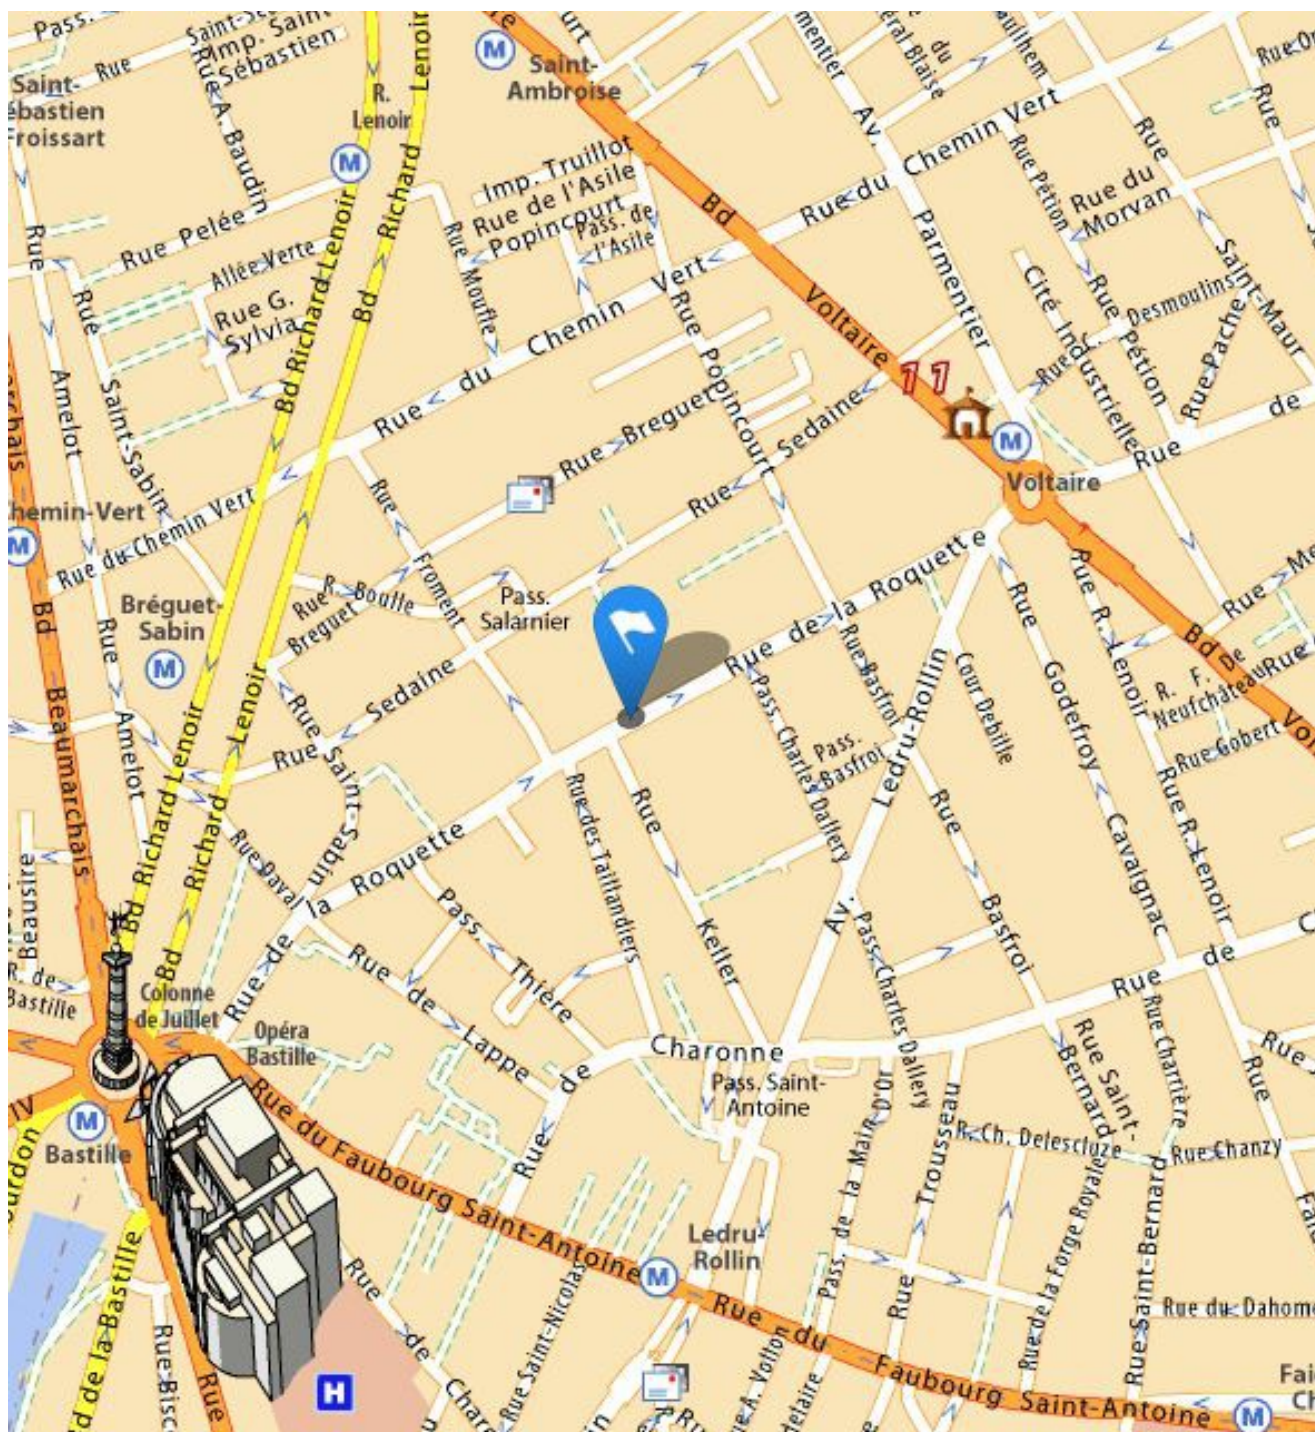 Pass.
Rue
Saint-
Imp. Saint
Sébastien
Rue A. Baudin
Saint-
ébastien
Froissart
R.
Lenoir
Bd Richard Lenoir
M
Saint-
Ambroise
M
Av.
Parmentier
Rue du Chemin Vert
Rue
Saint-Maur
Imp. Truillot
Rue de l'Asile
Popincourt
Pass. de
l'Asile
Bd
Voltaire
Rue Pétion
Rue du
Morvan
Rue Pelée
Allée Verte
Rue G.
Sylvia
Rue Moufle
Rue du Chemin Vert
Rue Popincourt
Cité Industrielle
Rue C. Desmoulins
Rue Pétion
Rue Pache
Rue
Amelot
Rue
Saint-Sabin
Bd Richard Lenoir
Bd
Rue Breguet
Rue Sedaine
11
M
Voltaire
Rue de
hemin-Vert
M
Rue du Chemin Vert
Rue Froment
R. Boulle
Rue
Breguet
Pass.
Salarnier
Bréguet-
Sabin
M
Bd
Beaumarchais
Rue
Amelot
Rue Sedaine
Rue Saint-
Sabin
Rue de la Roquette
Rue Basfroi
Pass. Charles Dallery
Pass.
Basfroi
Av. Ledru-Rollin
Cour Debille
Rue
Godefroy
Cavaignac
Rue R. Lenoir
Rue R. Lenoir
R. F. De
Neufchâteau
Rue Gobert
Rue
Bd
Rue Daval
Rue de la Roquette
Rue des Taillandiers
Rue
Keller
Rue
Basfroi
Pass. Charles Dallery
Beausire
R. de
Bastille
Bd Richard Lenoir
Bd Richard Lenoir
Colonne
de Juillet
Opéra
Bastille
Rue de Lappe
Pass. Thière
Rue de Charonne
Rue de
Pass. Saint-
Antoine
Rue Charrière
Rue Saint-
Bernard
M
Bastille
Rue du Faubourg Saint-Antoine
R. Ch. Delescluze
Rue Chanzy
Pass. de la Main D'Or
Rue Trousseau
Rue de la Forge Royale
Rue Saint-Bernard
Ledru-
Rollin
M
Rue du Faubourg Saint-Antoine
Rue Saint-Nicolas
Rue du Dahom
Rue de
d de la Bastille
Rue
H
M